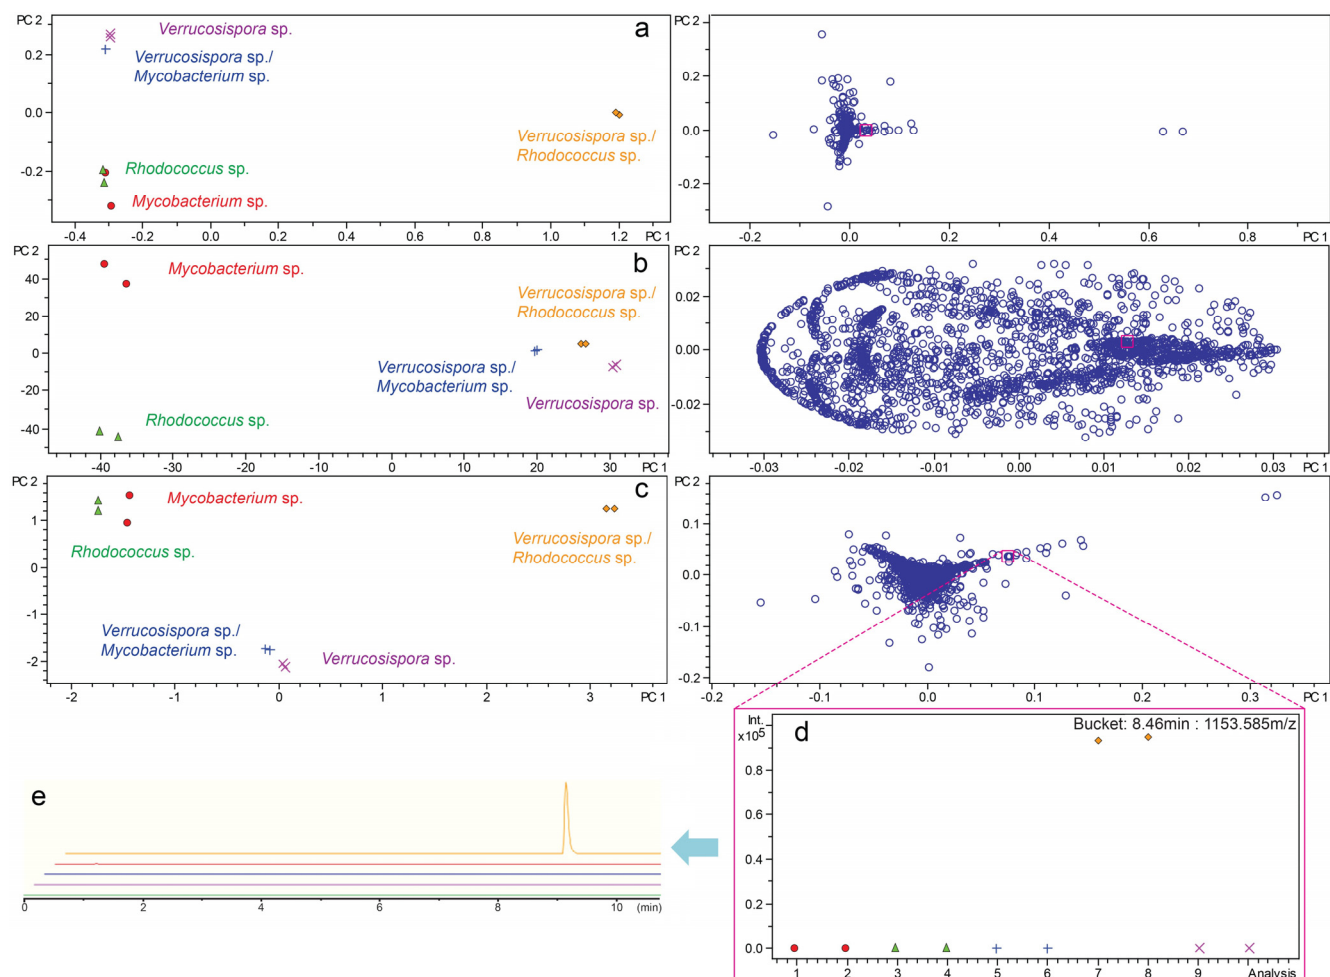 PC 2
Verrucosispora sp.
a
0.2
Verrucosispora sp./
Mycobacterium sp.
0.0
Verrucosispora sp./
Rhodococcus sp.
Rhodococcus sp.
-0.2
Mycobacterium sp.
-0.4 -0.2 0.0 0.2 0.4 0.6 0.8 1.0 1.2 PC 1
PC 2
0.2
0.0
-0.2
-0.2 0.0 0.2 0.4 0.6 0.8 PC 1
PC 2
b
Mycobacterium sp.
40
Verrucosispora sp./
Rhodococcus sp.
20
0
Verrucosispora sp./
Mycobacterium sp.
-20
Verrucosispora sp.
Rhodococcus sp.
-40
-40 -30 -20 -10 0 10 20 30 PC 1
PC 2
0.02
0.00
-0.02
-0.03 -0.02 -0.01 0.00 0.01 0.02 0.03 PC 1
PC 2
c
Mycobacterium sp.
1
Verrucosispora sp./
Rhodococcus sp.
Rhodococcus sp.
0
-1
Verrucosispora sp./
Mycobacterium sp.
Verrucosispora sp.
-2
-2 -1 0 1 2 3 PC 1
PC 2
0.1
0.0
-0.1
-0.2
-0.2 -0.1 0.0 0.1 0.2 0.3 PC 1
Int.
x10⁵
d
Bucket: 8.46min : 1153.585m/z
0.8
0.6
0.4
0.2
0.0
1 2 3 4 5 6 7 8 9 Analysis
e
0 2 4 6 8 10 (min)